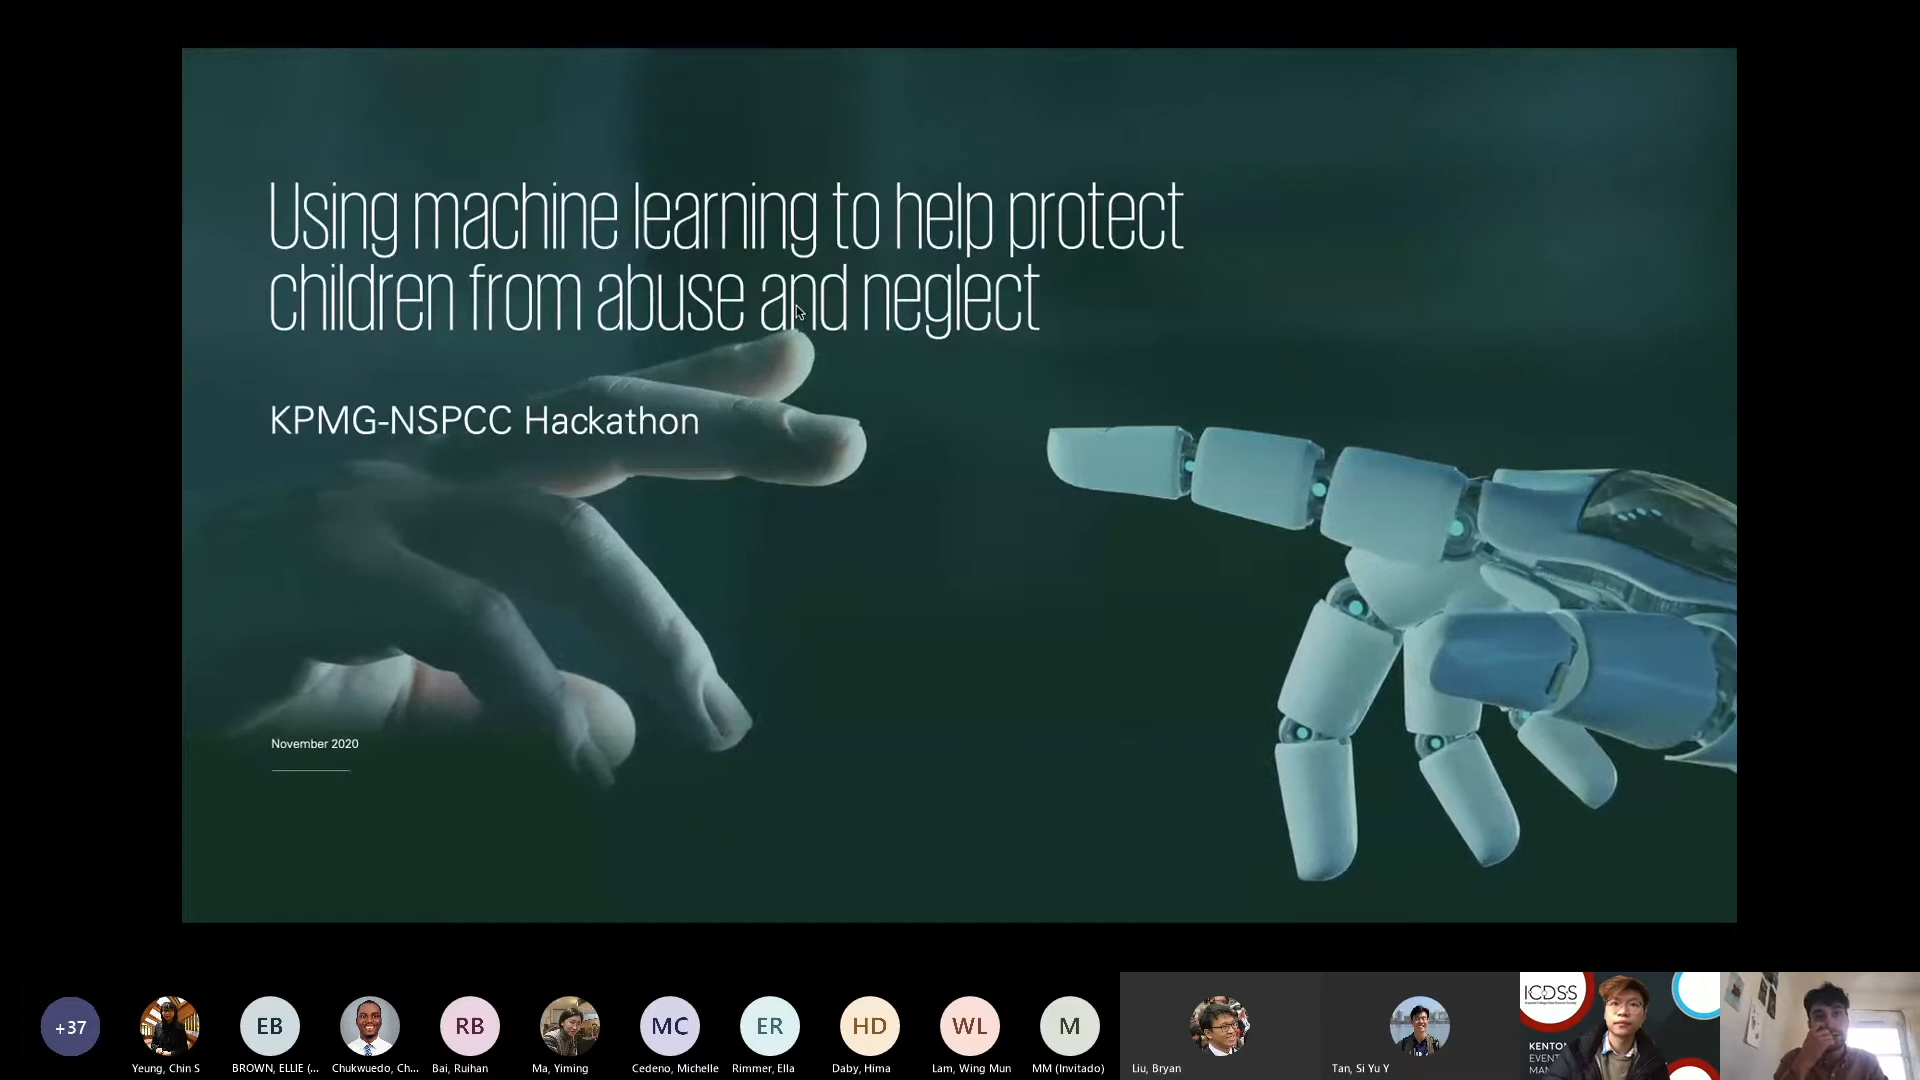 Using machine learning to help protect
children from abuse and neglect
KPMG-NSPCC Hackathon
November 2020
+37
Yeung, Chin S
EB
BROWN, ELLIE (...
Chukwuedo, Ch...
RB
Bai, Ruihan
Ma, Yiming
MC
Cedeno, Michelle
ER
Rimmer, Ella
HD
Daby, Hima
WL
Lam, Wing Mun
M
MM (Invitado)
Liu, Bryan
Tan, Si Yu Y
ICDSS